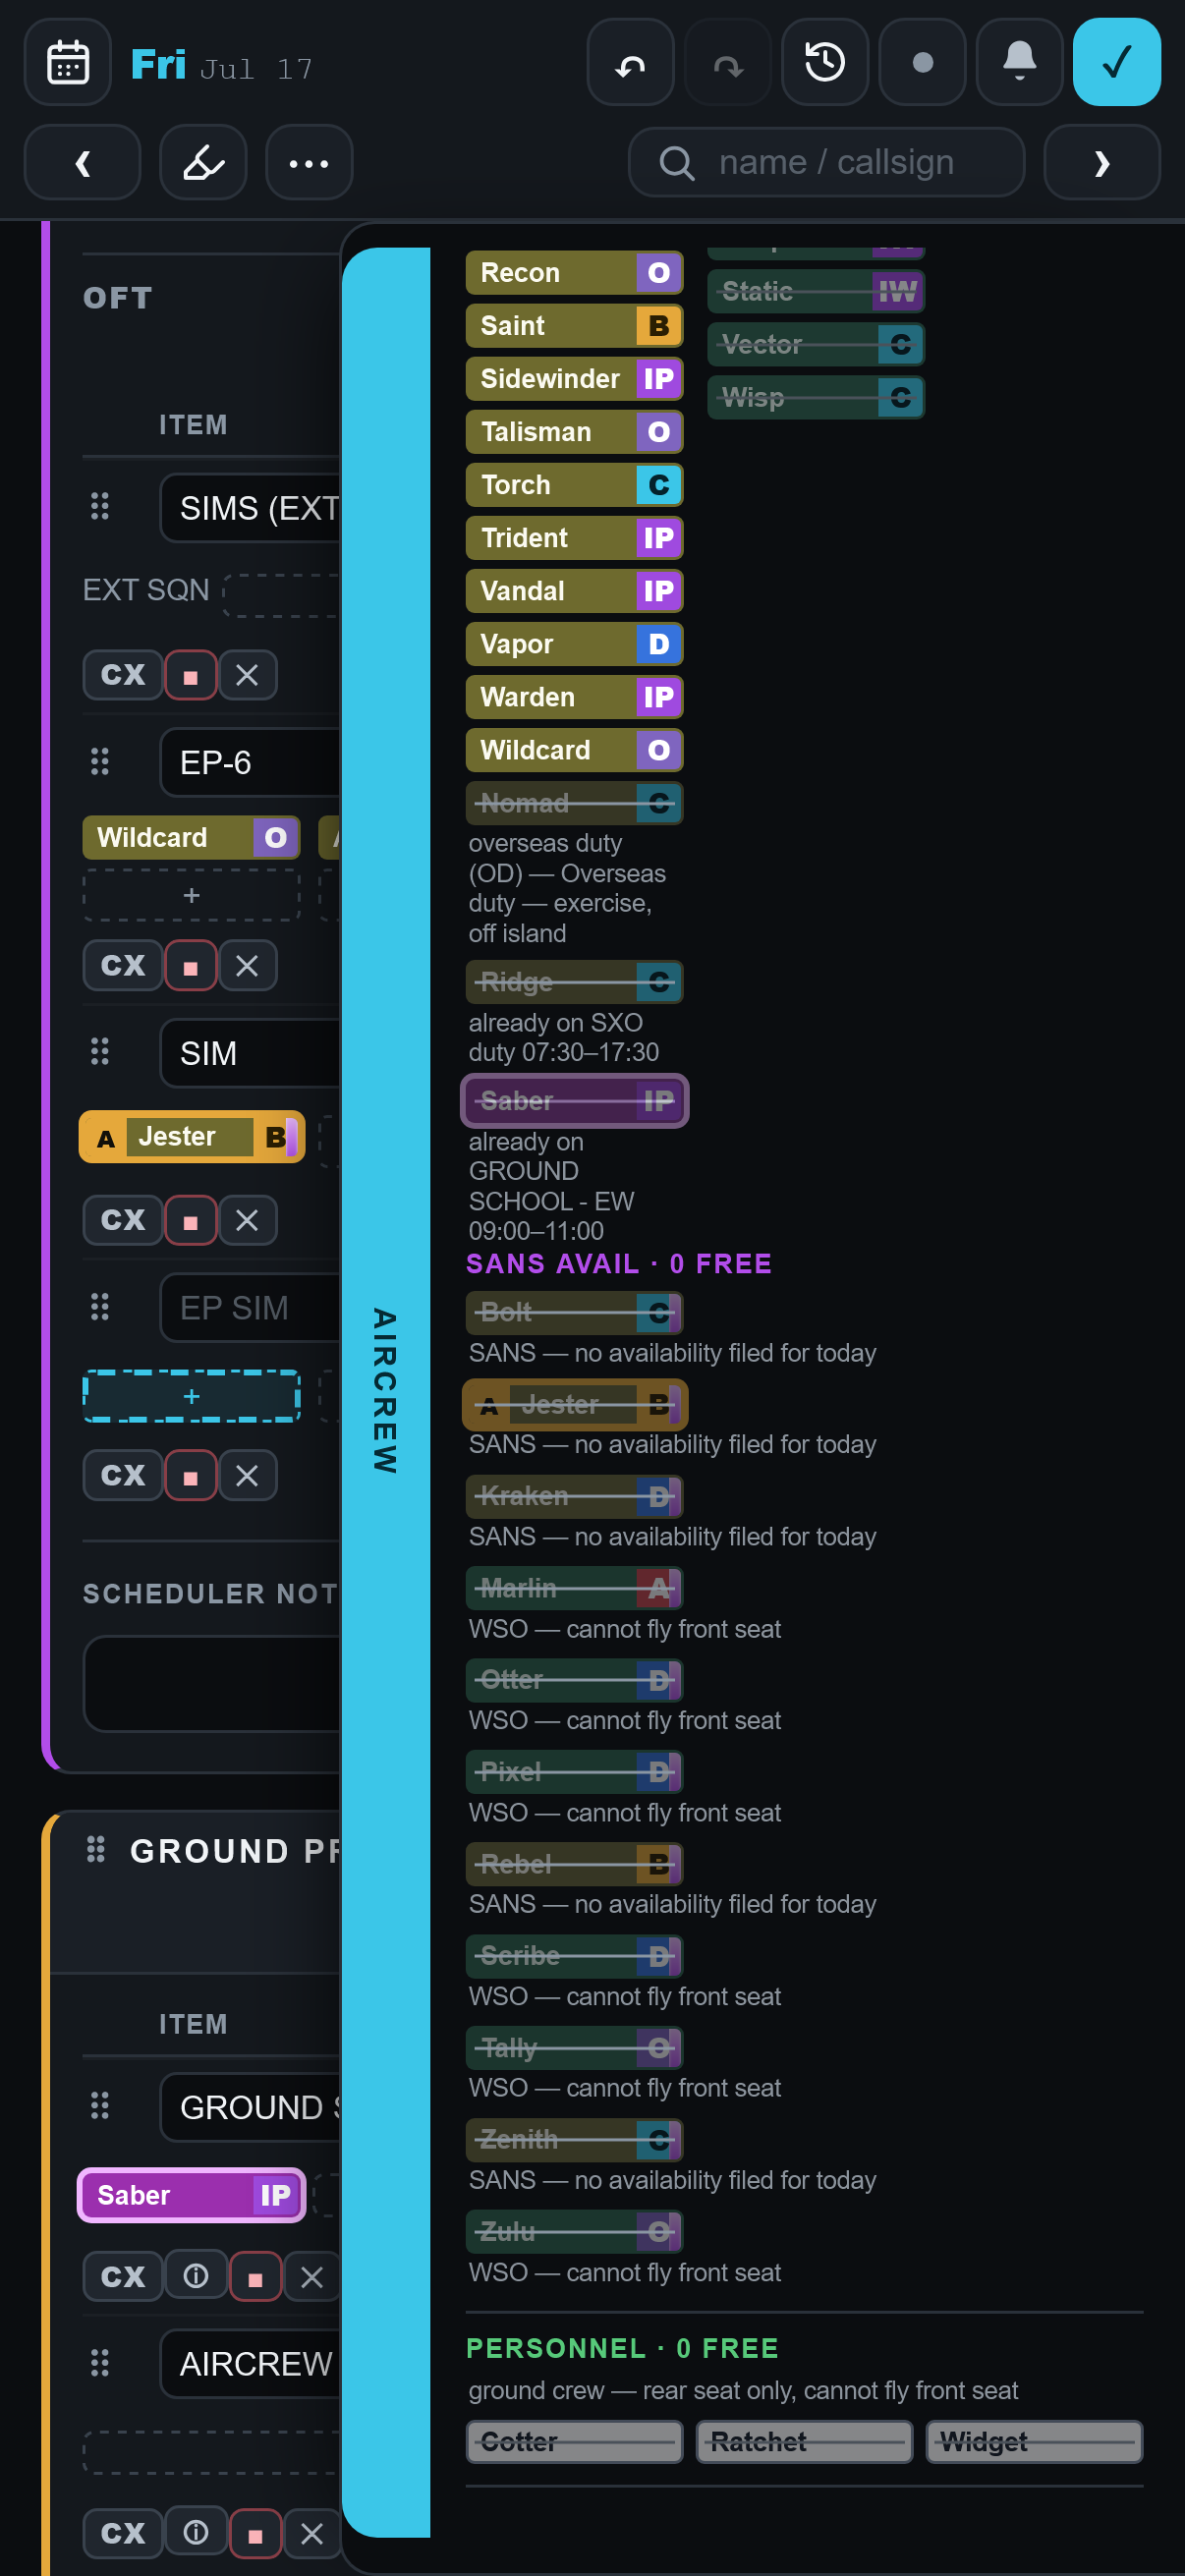 Fri Jul 17
name / callsign
OFT
ITEM
SIMS (EXT
EXT SQN
CX
EP-6
Wildcard O
+
CX
SIM
A Jester B
CX
EP SIM
+
CX
SCHEDULER NOT
GROUND PR
ITEM
GROUND S
Saber IP
CX
AIRCREW
CX
AIRCREW
Recon O
Saint B
Sidewinder IP
Talisman O
Torch C
Trident IP
Vandal IP
Vapor D
Warden IP
Wildcard O
Nomad C
overseas duty
(OD) — Overseas
duty — exercise,
off island
Ridge C
already on SXO
duty 07:30–17:30
Saber IP
already on
GROUND
SCHOOL - EW
09:00–11:00
Static IW
Vector C
Wisp C
SANS AVAIL · 0 FREE
Bolt C
SANS — no availability filed for today
A Jester B
SANS — no availability filed for today
Kraken D
SANS — no availability filed for today
Marlin A
WSO — cannot fly front seat
Otter D
WSO — cannot fly front seat
Pixel D
WSO — cannot fly front seat
Rebel B
SANS — no availability filed for today
Scribe D
WSO — cannot fly front seat
Tally O
WSO — cannot fly front seat
Zenith C
SANS — no availability filed for today
Zulu O
WSO — cannot fly front seat
PERSONNEL · 0 FREE
ground crew — rear seat only, cannot fly front seat
Cotter Ratchet Widget